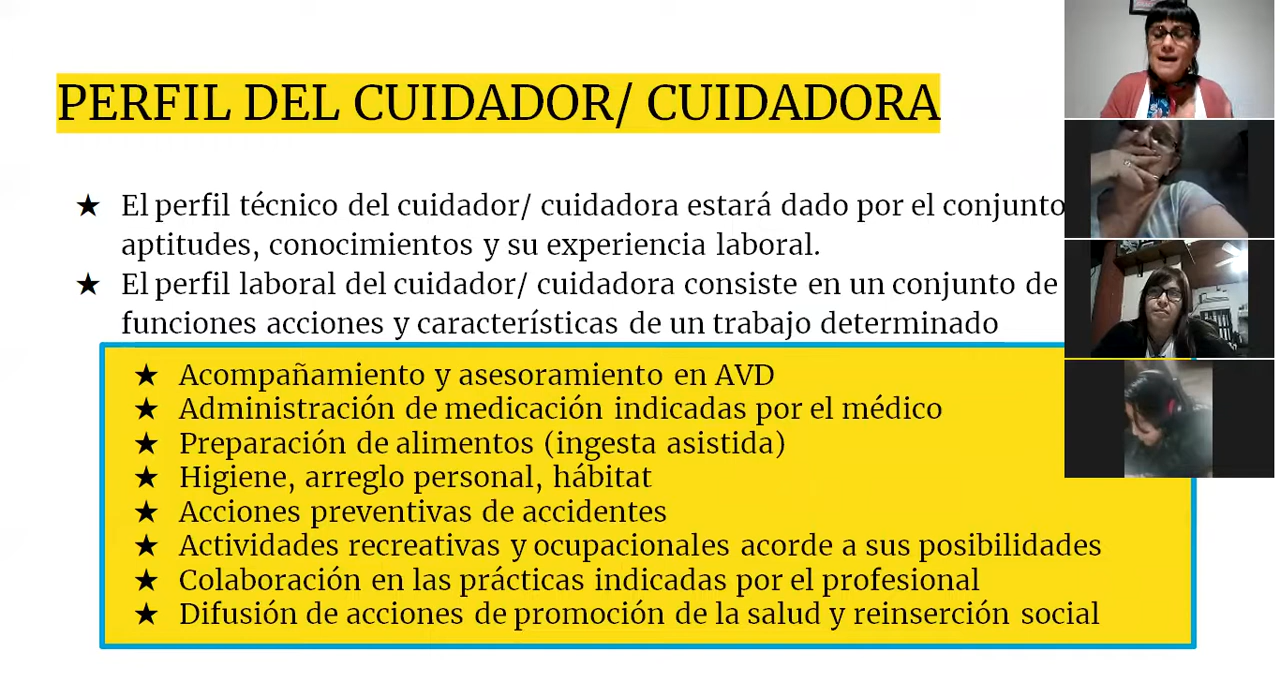 PERFIL DEL CUIDADOR/ CUIDADORA
★ El perfil técnico del cuidador/ cuidadora estará dado por el conjunto
aptitudes, conocimientos y su experiencia laboral.
★ El perfil laboral del cuidador/ cuidadora consiste en un conjunto de
funciones acciones y características de un trabajo determinado
★ Acompañamiento y asesoramiento en AVD
★ Administración de medicación indicadas por el médico
★ Preparación de alimentos (ingesta asistida)
★ Higiene, arreglo personal, hábitat
★ Acciones preventivas de accidentes
★ Actividades recreativas y ocupacionales acorde a sus posibilidades
★ Colaboración en las prácticas indicadas por el profesional
★ Difusión de acciones de promoción de la salud y reinserción social